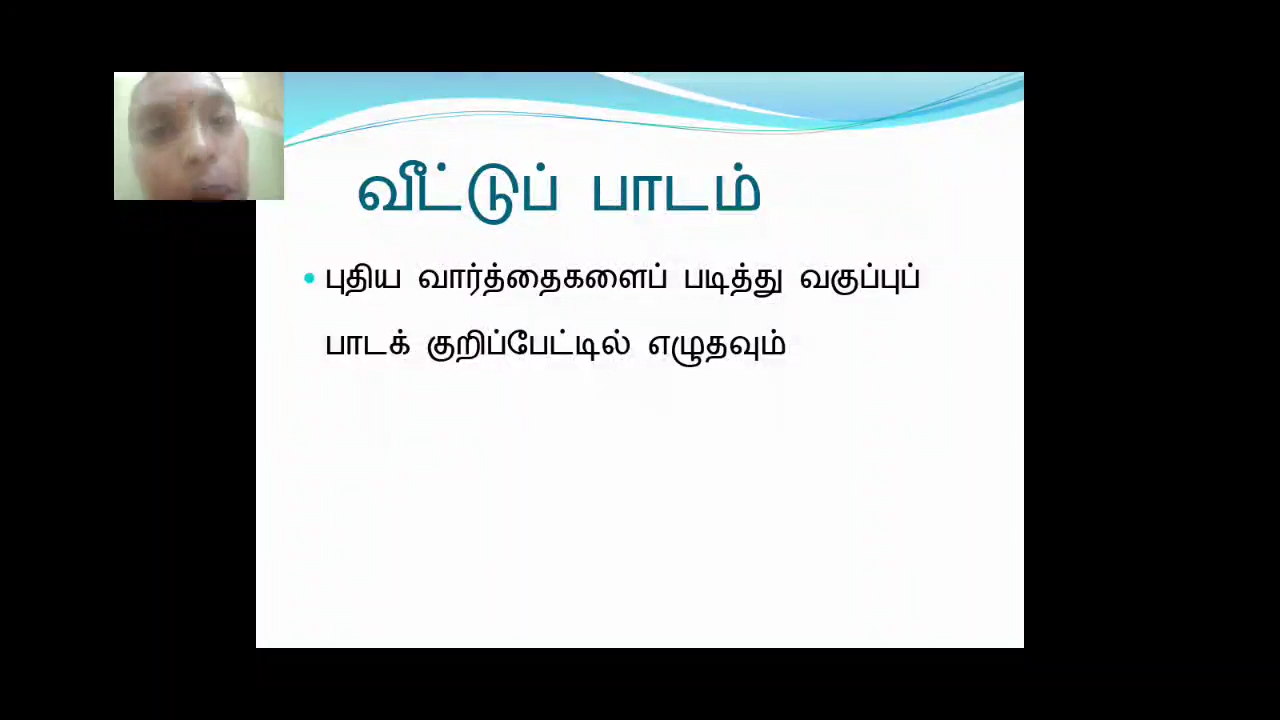 வீட்டுப் பாடம்
புதிய வார்த்தைகளைப் படித்து வகுப்புப்
பாடக் குறிப்பேட்டில் எழுதவும்